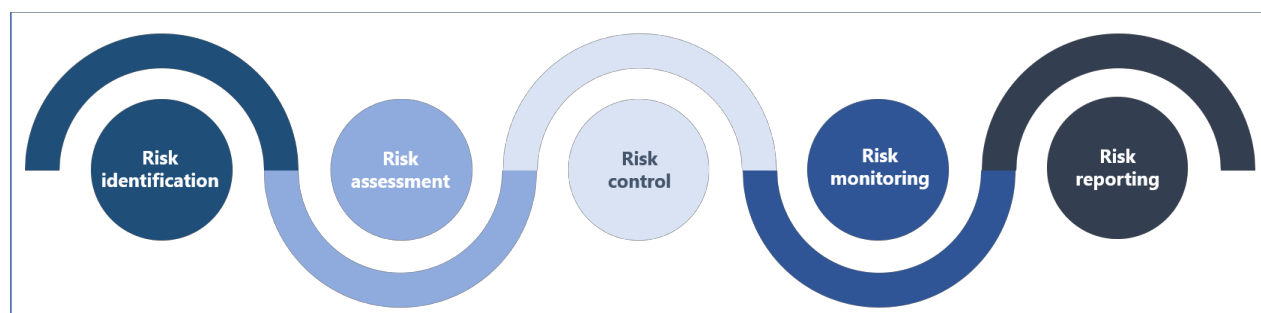 Risk
identification
Risk
assessment
Risk
control
Risk
monitoring
Risk
reporting